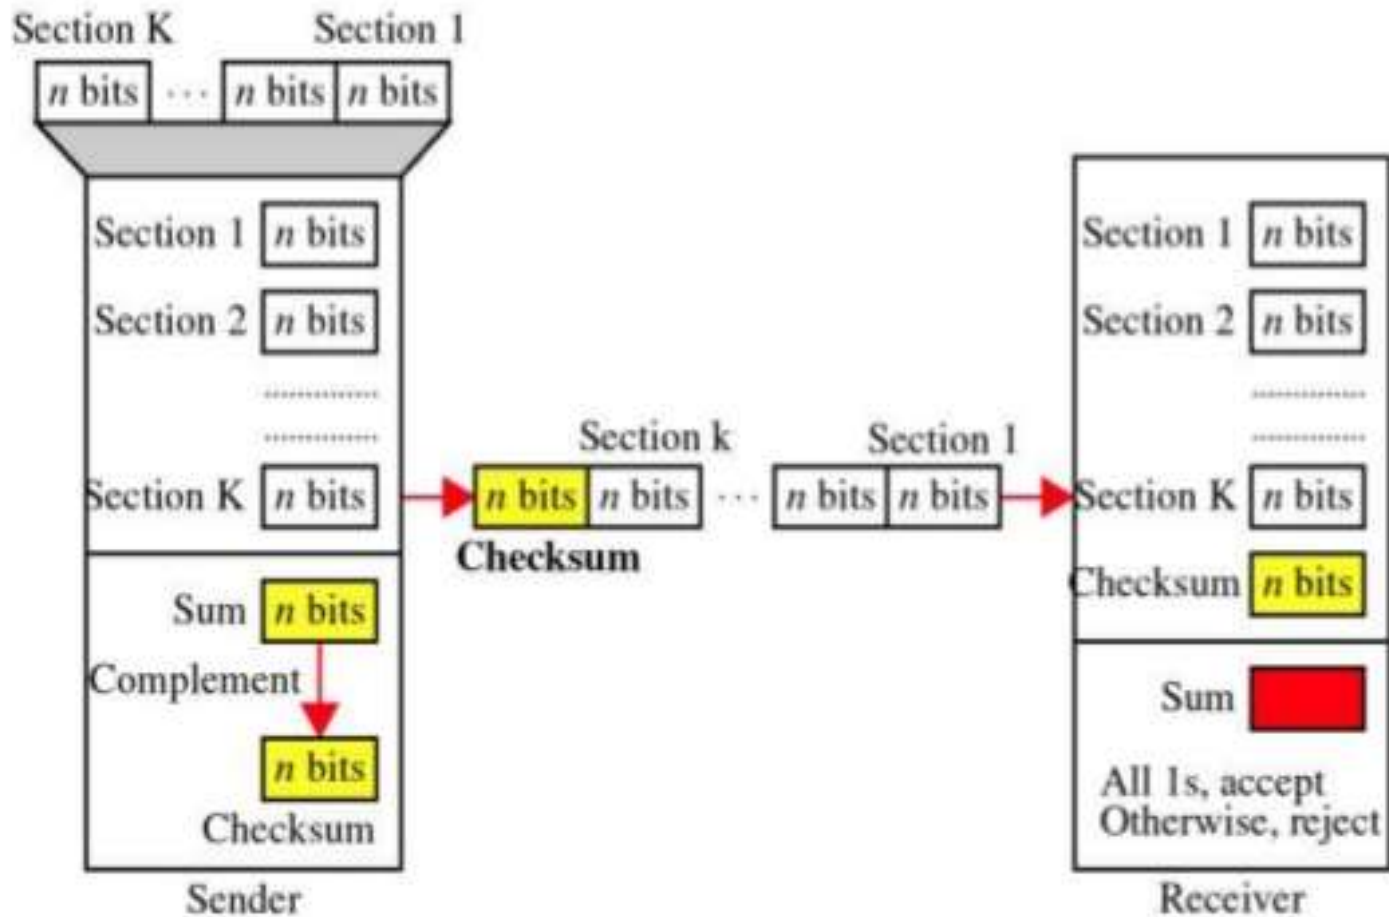 Section K Section 1
n bits ... n bits n bits
Section 1 n bits
Section 2 n bits
Section K n bits
Sum n bits
Complement
n bits
Checksum
Sender
Section k Section 1
n bits n bits ... n bits n bits
Checksum
Section 1 n bits
Section 2 n bits
Section K n bits
Checksum n bits
Sum
All 1s, accept
Otherwise, reject
Receiver